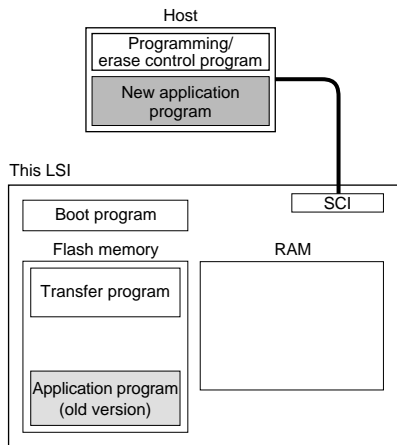 Host
Programming/
erase control program
New application
program
This LSI
SCI
Boot program
Flash memory
RAM
Transfer program
Application program
(old version)